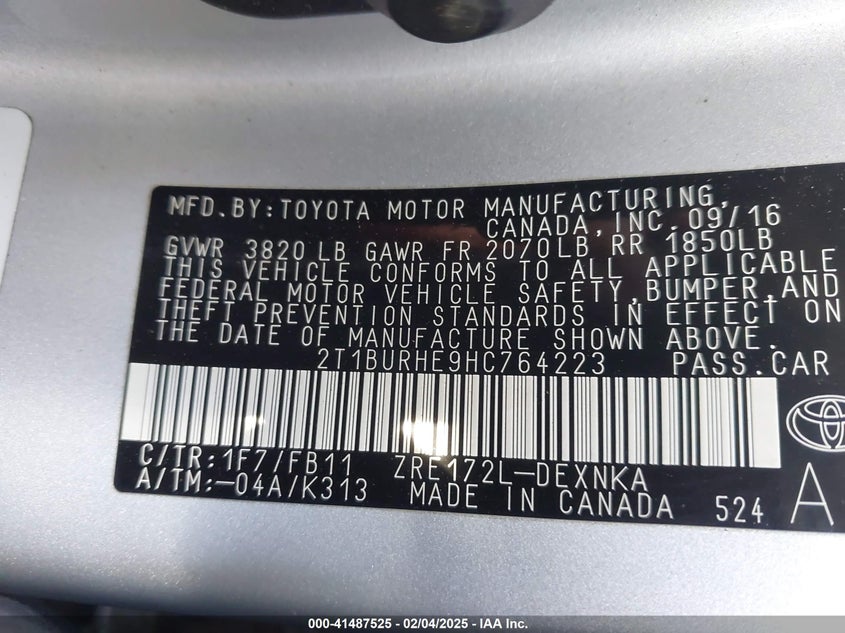 MFD.BY:TOYOTA MOTOR MANUFACTURING,
CANADA,INC.09/16
GVWR 3820 LB GAWR FR 2070LB, RR 1850LB
THIS VEHICLE CONFORMS TO ALL APPLICABLE
FEDERAL MOTOR VEHICLE SAFETY,BUMPER,AND
THEFT PREVENTION STANDARDS IN EFFECT ON
THE DATE OF MANUFACTURE SHOWN ABOVE.
2T1BURHE9HC764223 PASS.CAR
C/TR:1F7/FB11 ZRE172L-DEXNKA
A/TM:-04A/K313 MADE IN CANADA 524 A
000-41487525 - 02/04/2025 - IAA Inc.